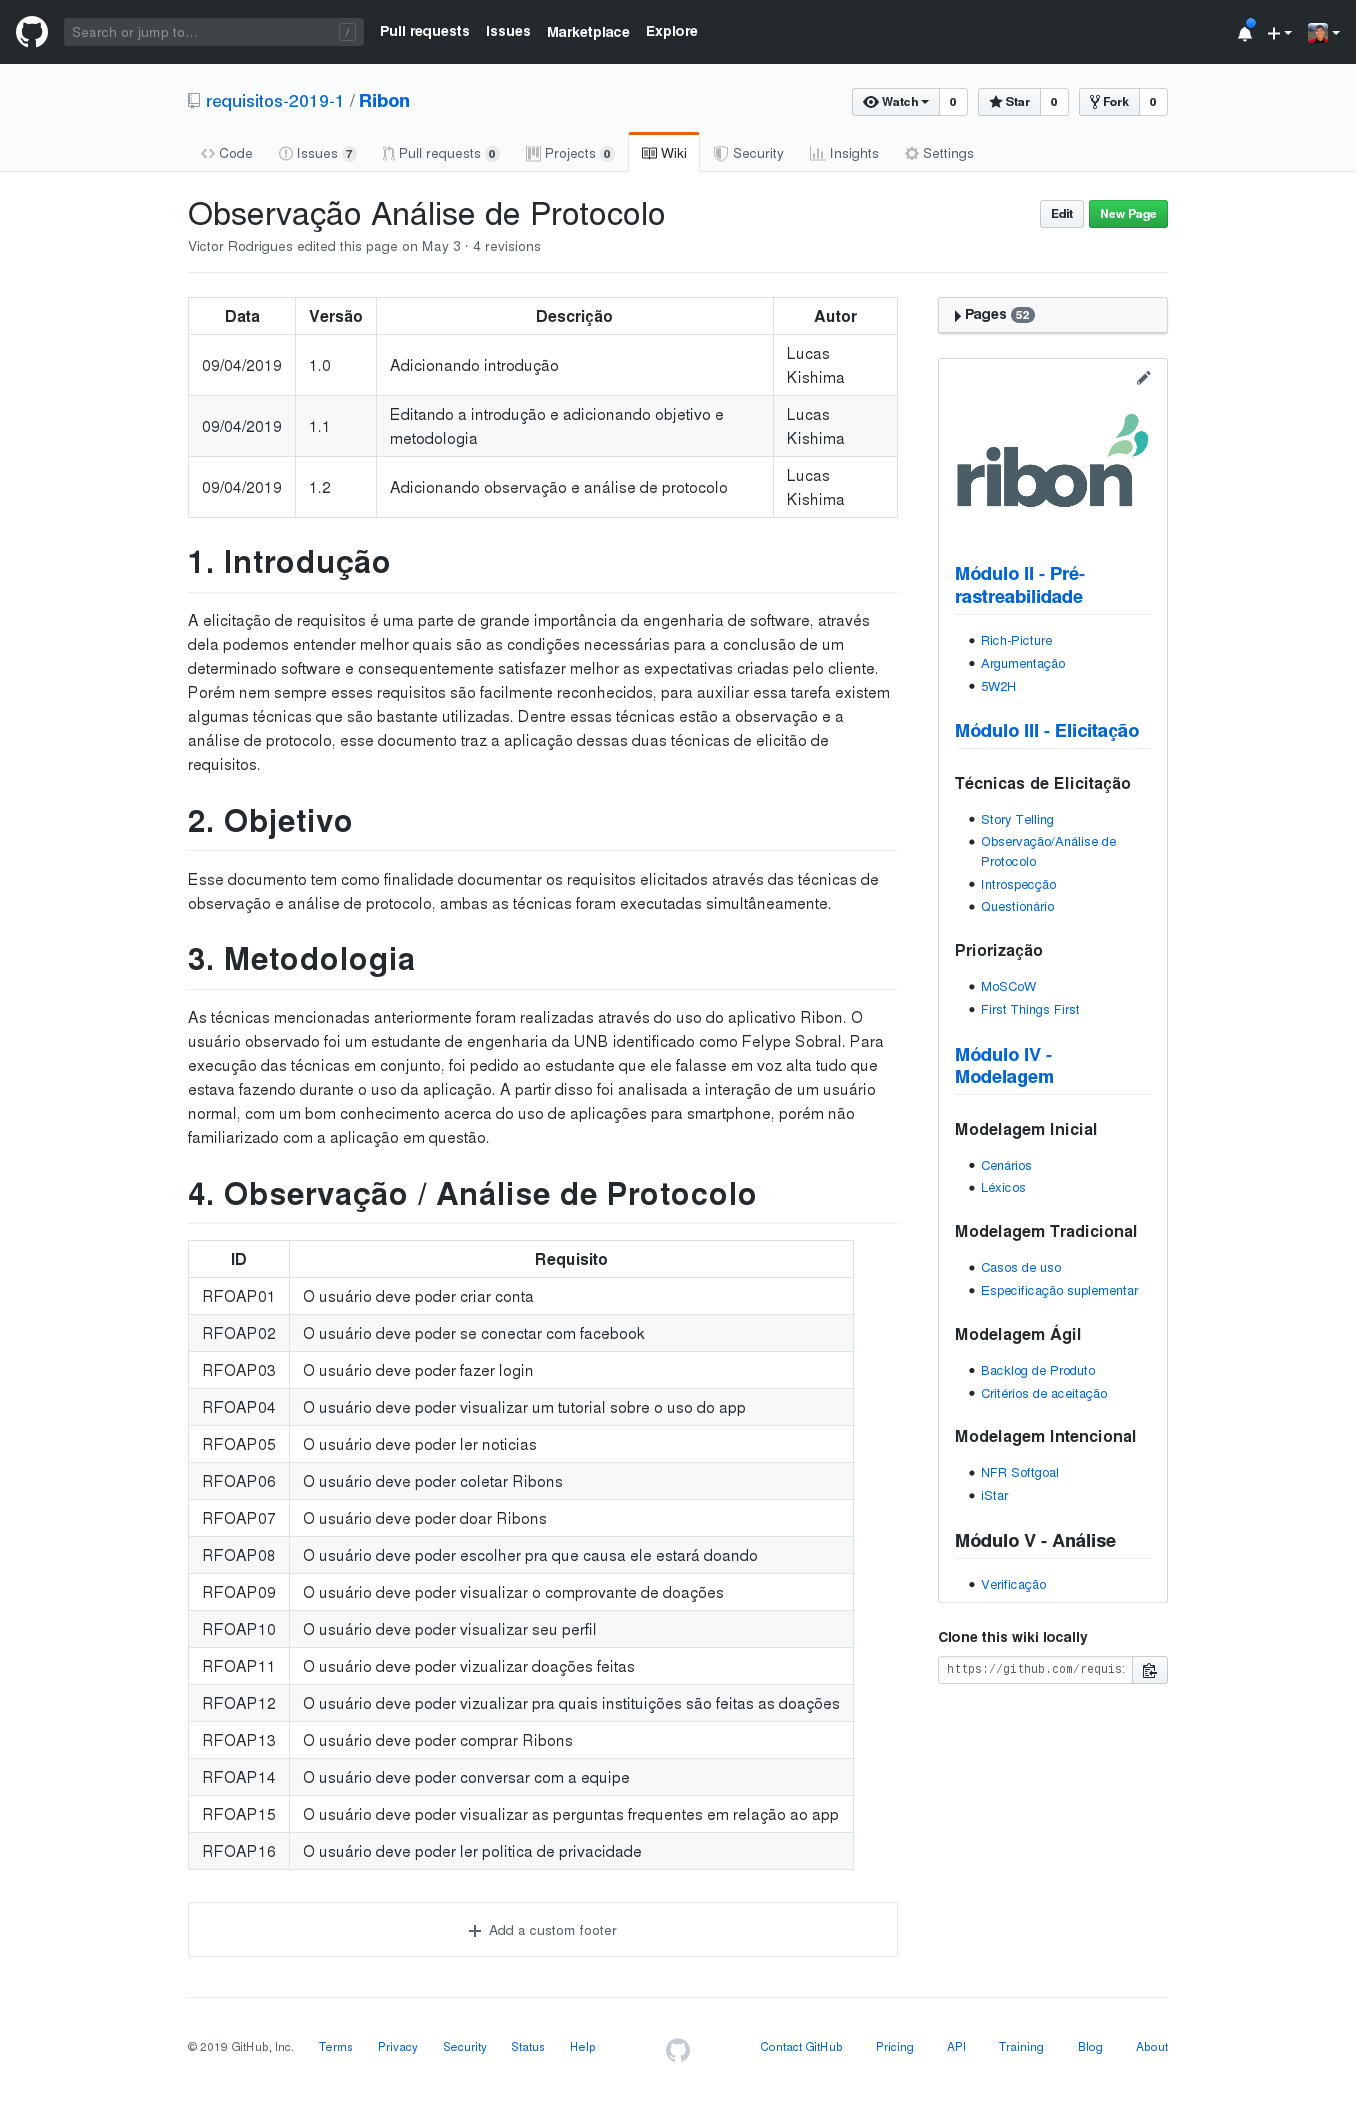 Search or jump to...
/
Pull requests
Issues
Marketplace
Explore
requisitos-2019-1 / Ribon
Watch 0
Star 0
Fork 0
Code
Issues 7
Pull requests 0
Projects 0
Wiki
Security
Insights
Settings
Observação Análise de Protocolo
Edit
New Page
Victor Rodrigues edited this page on May 3 · 4 revisions
Data Versão Descrição Autor
09/04/2019 1.0 Adicionando introdução Lucas
Kishima
09/04/2019 1.1 Editando a introdução e adicionando objetivo e Lucas
metodologia Kishima
09/04/2019 1.2 Adicionando observação e análise de protocolo Lucas
Kishima
1. Introdução
A elicitação de requisitos é uma parte de grande importância da engenharia de software, através
dela podemos entender melhor quais são as condições necessárias para a conclusão de um
determinado software e consequentemente satisfazer melhor as expectativas criadas pelo cliente.
Porém nem sempre esses requisitos são facilmente reconhecidos, para auxiliar essa tarefa existem
algumas técnicas que são bastante utilizadas. Dentre essas técnicas estão a observação e a
análise de protocolo, esse documento traz a aplicação dessas duas técnicas de elicitão de
requisitos.
2. Objetivo
Esse documento tem como finalidade documentar os requisitos elicitados através das técnicas de
observação e análise de protocolo, ambas as técnicas foram executadas simultâneamente.
3. Metodologia
As técnicas mencionadas anteriormente foram realizadas através do uso do aplicativo Ribon. O
usuário observado foi um estudante de engenharia da UNB identificado como Felype Sobral. Para
execução das técnicas em conjunto, foi pedido ao estudante que ele falasse em voz alta tudo que
estava fazendo durante o uso da aplicação. A partir disso foi analisada a interação de um usuário
normal, com um bom conhecimento acerca do uso de aplicações para smartphone, porém não
familiarizado com a aplicação em questão.
4. Observação / Análise de Protocolo
ID Requisito
RFOAP01 O usuário deve poder criar conta
RFOAP02 O usuário deve poder se conectar com facebook
RFOAP03 O usuário deve poder fazer login
RFOAP04 O usuário deve poder visualizar um tutorial sobre o uso do app
RFOAP05 O usuário deve poder ler noticias
RFOAP06 O usuário deve poder coletar Ribons
RFOAP07 O usuário deve poder doar Ribons
RFOAP08 O usuário deve poder escolher pra que causa ele estará doando
RFOAP09 O usuário deve poder visualizar o comprovante de doações
RFOAP10 O usuário deve poder visualizar seu perfil
RFOAP11 O usuário deve poder vizualizar doações feitas
RFOAP12 O usuário deve poder vizualizar pra quais instituições são feitas as doações
RFOAP13 O usuário deve poder comprar Ribons
RFOAP14 O usuário deve poder conversar com a equipe
RFOAP15 O usuário deve poder visualizar as perguntas frequentes em relação ao app
RFOAP16 O usuário deve poder ler politica de privacidade
Add a custom footer
Pages 52
ribon
Módulo II - Pré-
rastreabilidade
Rich-Picture
Argumentação
5W2H
Módulo III - Elicitação
Técnicas de Elicitação
Story Telling
Observação/Análise de
Protocolo
Introspecção
Questionário
Priorização
MoSCoW
First Things First
Módulo IV -
Modelagem
Modelagem Inicial
Cenários
Léxicos
Modelagem Tradicional
Casos de uso
Especificação suplementar
Modelagem Ágil
Backlog de Produto
Critérios de aceitação
Modelagem Intencional
NFR Softgoal
iStar
Módulo V - Análise
Verificação
Clone this wiki locally
https://github.com/requis:
© 2019 GitHub, Inc.
Terms
Privacy
Security
Status
Help
Contact GitHub
Pricing
API
Training
Blog
About